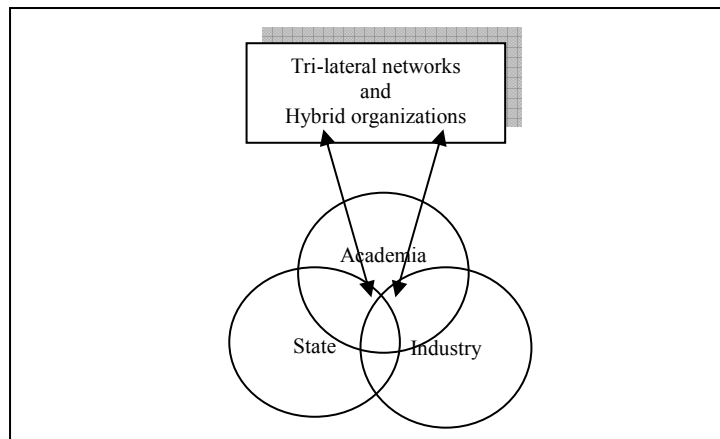 Tri-lateral networks
and
Hybrid organizations
Academia
State
Industry